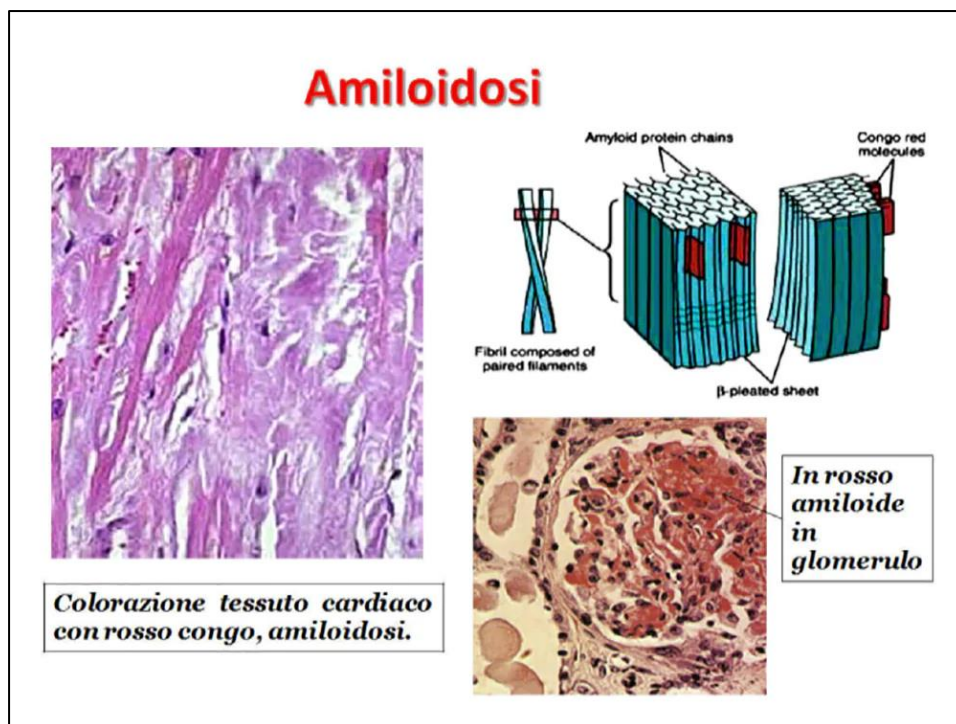 Amiloidosi
Amyloid protein chains
Congo red
molecules
Fibril composed of
paired filaments
β-pleated sheet
In rosso
amiloide
in
glomerulo
Colorazione tessuto cardiaco
con rosso congo, amiloidosi.